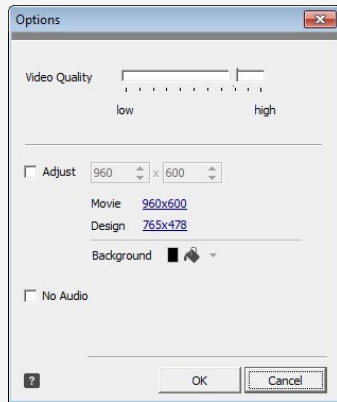 Options
Video Quality
low high
Adjust 960 x 600
Movie 960x600
Design 765x478
Background
No Audio
? OK Cancel